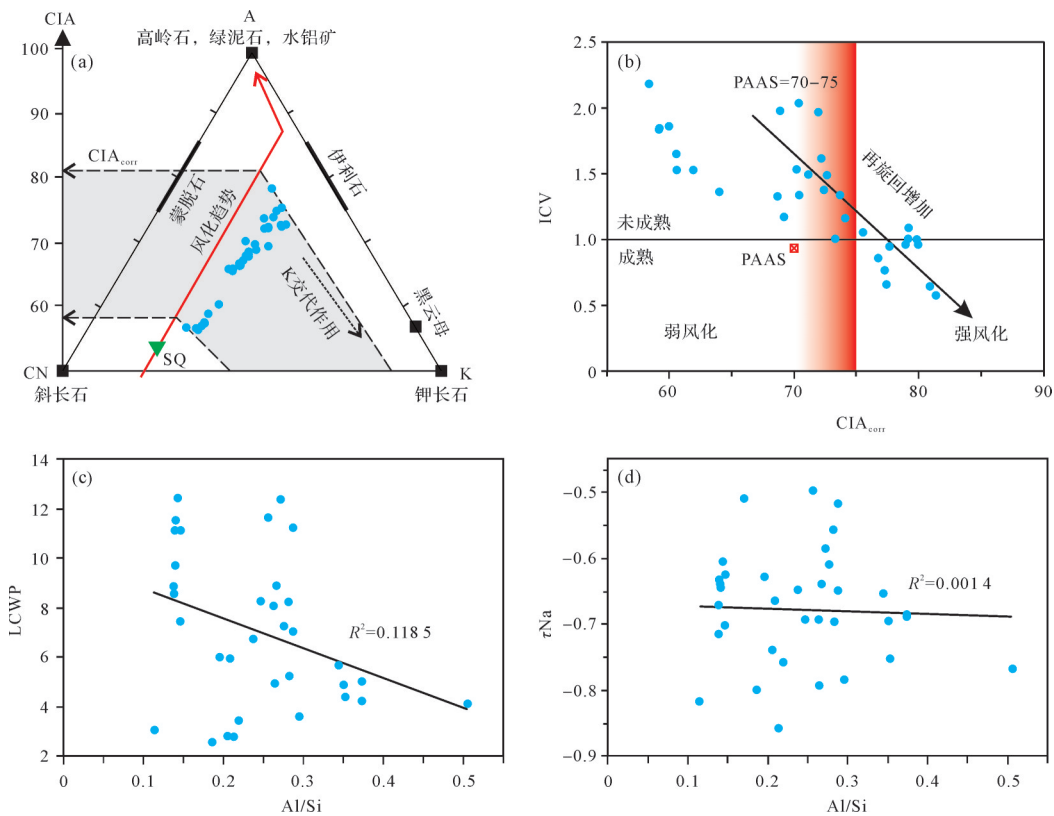 CIA
A
高岭石，绿泥石，水铝矿
(a)
100
90
80
70
60
CIAcorr
蒙脱石
伊利石
风化趋势
K交代作用
黑云母
SQ
CN
K
斜长石
钾长石
(b)
2.5
2.0
1.5
1.0
0.5
0
ICV
PAAS=70−75
再旋回增加
未成熟
成熟
PAAS
弱风化
强风化
60
70
80
90
CIAcorr
(c)
14
12
10
8
6
4
2
LCWP
R²=0.118 5
0
0.1
0.2
0.3
0.4
0.5
Al/Si
(d)
−0.5
−0.6
−0.7
−0.8
−0.9
τNa
R²=0.001 4
0
0.1
0.2
0.3
0.4
0.5
Al/Si